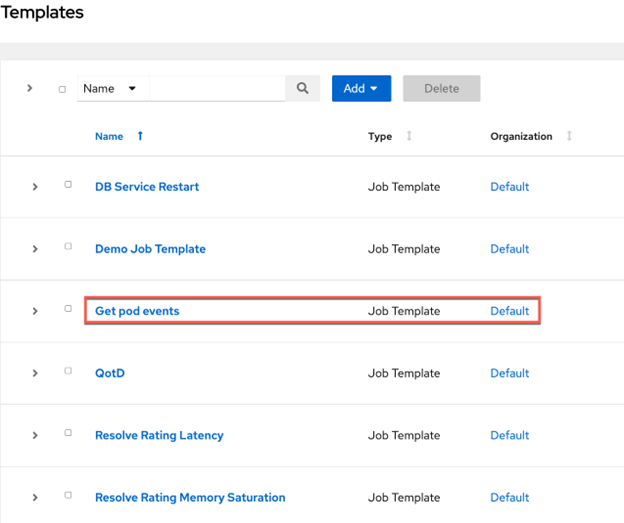 Templates
Name Add Delete
Name Type Organization
DB Service Restart Job Template Default
Demo Job Template Job Template Default
Get pod events Job Template Default
QotD Job Template Default
Resolve Rating Latency Job Template Default
Resolve Rating Memory Saturation Job Template Default